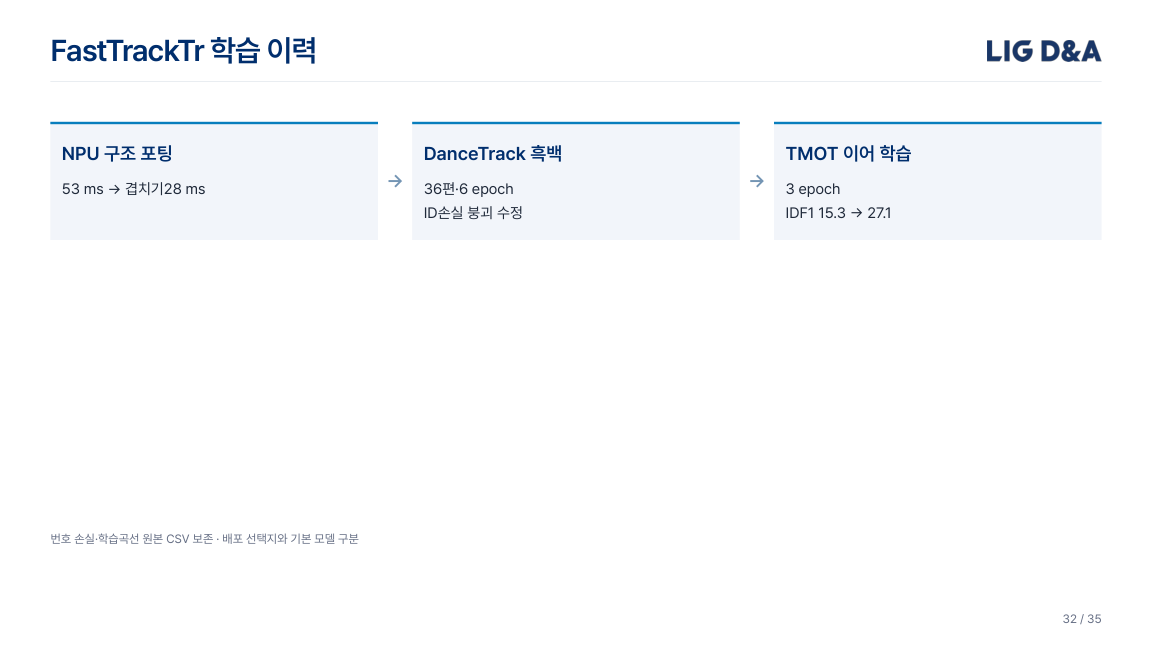 FastTrackTr 학습 이력
LIG D&A
NPU 구조 포팅
53 ms → 겹치기28 ms
→
DanceTrack 흑백
36편·6 epoch
ID손실 붕괴 수정
→
TMOT 이어 학습
3 epoch
IDF1 15.3 → 27.1
번호 손실·학습곡선 원본 CSV 보존 · 배포 선택지와 기본 모델 구분
32 / 35